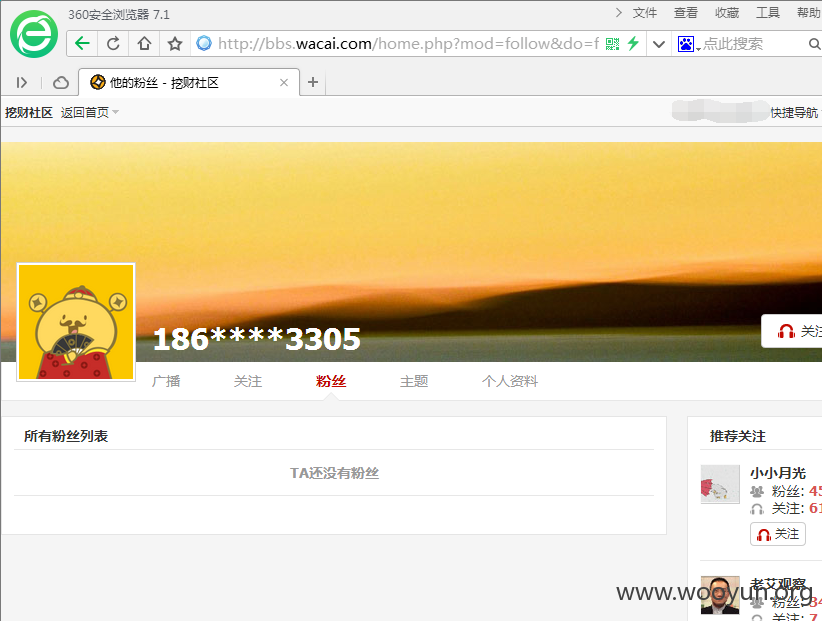 360安全浏览器 7.1
文件 查看 收藏 工具 帮助
http://bbs.wacai.com/home.php?mod=follow&do=f
点此搜索
他的粉丝 - 挖财社区
挖财社区 返回首页
快捷导航
186****3305
关注
广播 关注 粉丝 主题 个人资料
所有粉丝列表
TA还没有粉丝
推荐关注
小小月光
粉丝: 45
关注: 61
关注
老艾观察
www.wooyun.org
粉丝: 34
关注: 7